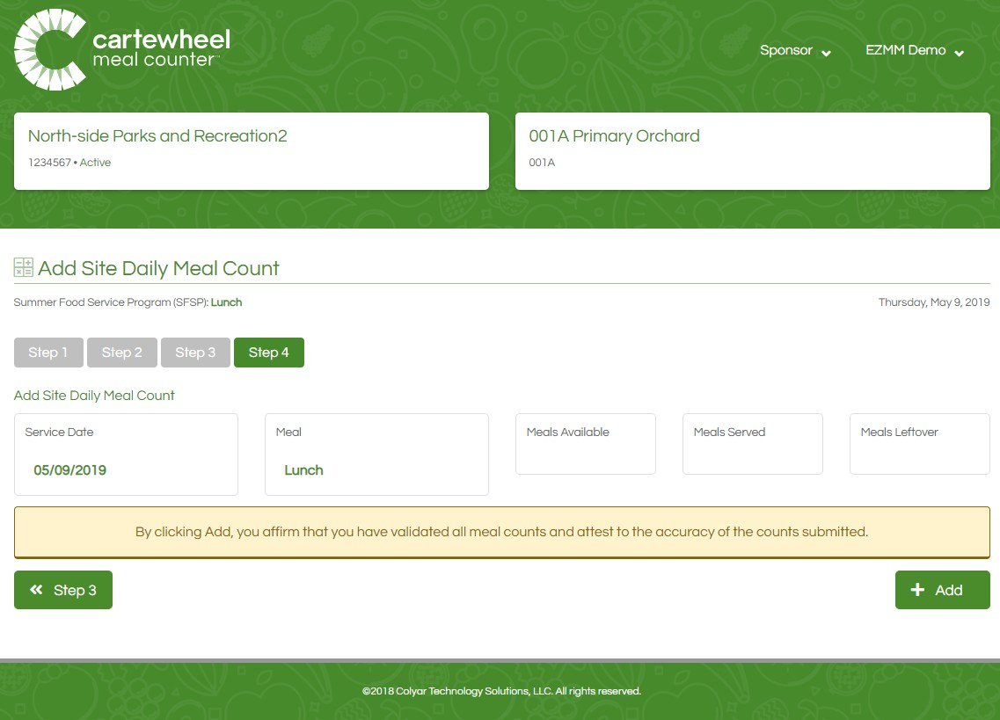 cartewheel
meal counter™
Sponsor
EZMM Demo
North-side Parks and Recreation2
1234567 • Active
001A Primary Orchard
001A
Add Site Daily Meal Count
Summer Food Service Program (SFSP): Lunch
Thursday, May 9, 2019
Step 1
Step 2
Step 3
Step 4
Add Site Daily Meal Count
Service Date
05/09/2019
Meal
Lunch
Meals Available
Meals Served
Meals Leftover
By clicking Add, you affirm that you have validated all meal counts and attest to the accuracy of the counts submitted.
Step 3
Add
©2018 Colyar Technology Solutions, LLC. All rights reserved.